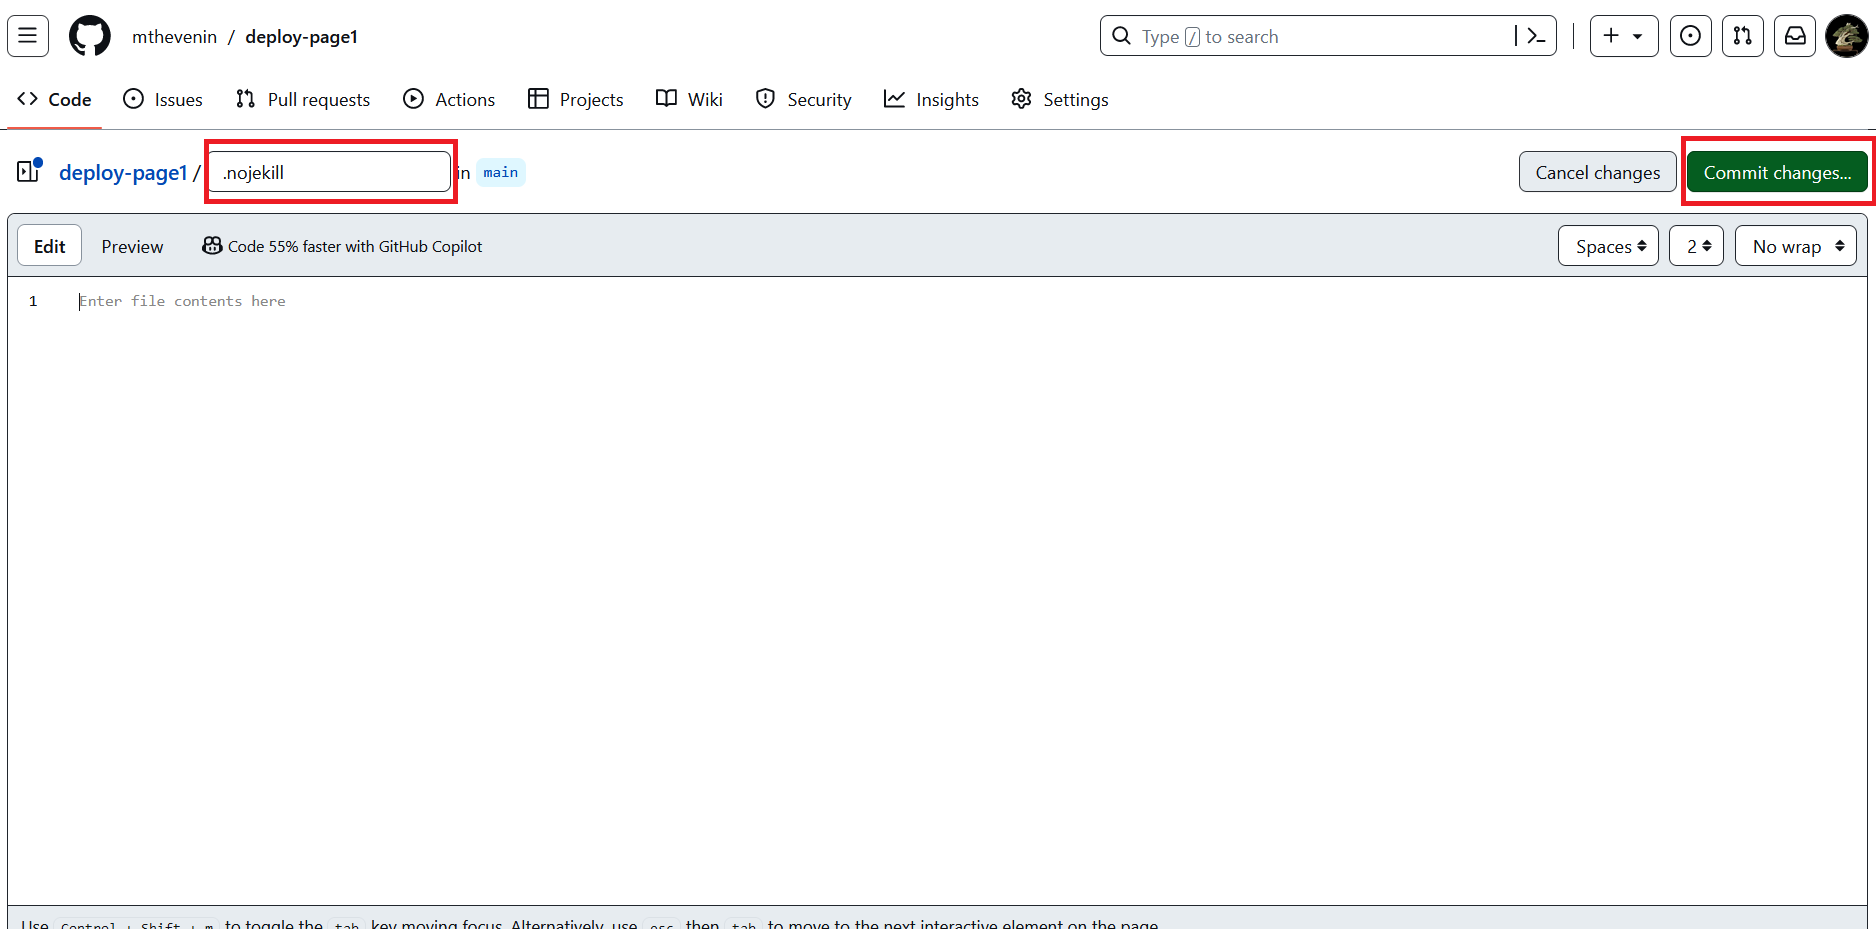 mthevenin / deploy-page1
Type / to search
Code Issues Pull requests Actions Projects Wiki Security Insights Settings
deploy-page1 / .nojekill in main Cancel changes Commit changes...
Edit Preview Code 55% faster with GitHub Copilot Spaces 2 No wrap
1 Enter file contents here
Use Control + Shift + m to toggle the tab key moving focus. Alternatively, use esc then tab to move to the next interactive element on the page.